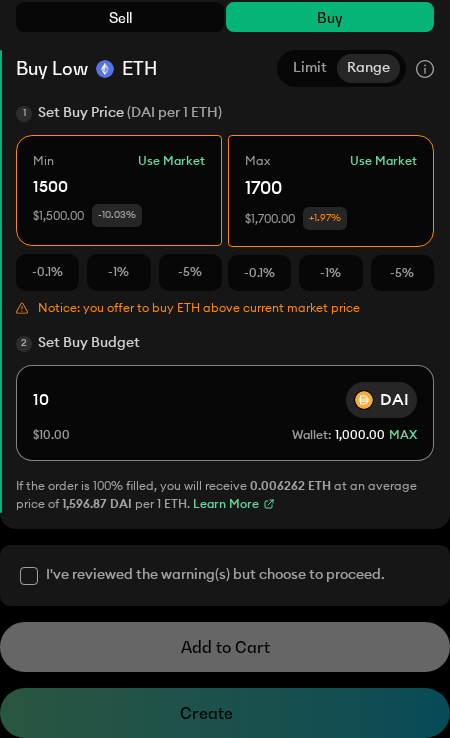 Sell Buy
Buy Low ETH Limit Range
1 Set Buy Price (DAI per 1 ETH)
Min Use Market Max Use Market
1500 1700
$1,500.00 -10.03% $1,700.00 +1.97%
-0.1% -1% -5% -0.1% -1% -5%
Notice: you offer to buy ETH above current market price
2 Set Buy Budget
10 DAI
$10.00 Wallet: 1,000.00 MAX
If the order is 100% filled, you will receive 0.006262 ETH at an average
price of 1,596.87 DAI per 1 ETH. Learn More
I've reviewed the warning(s) but choose to proceed.
Add to Cart
Create